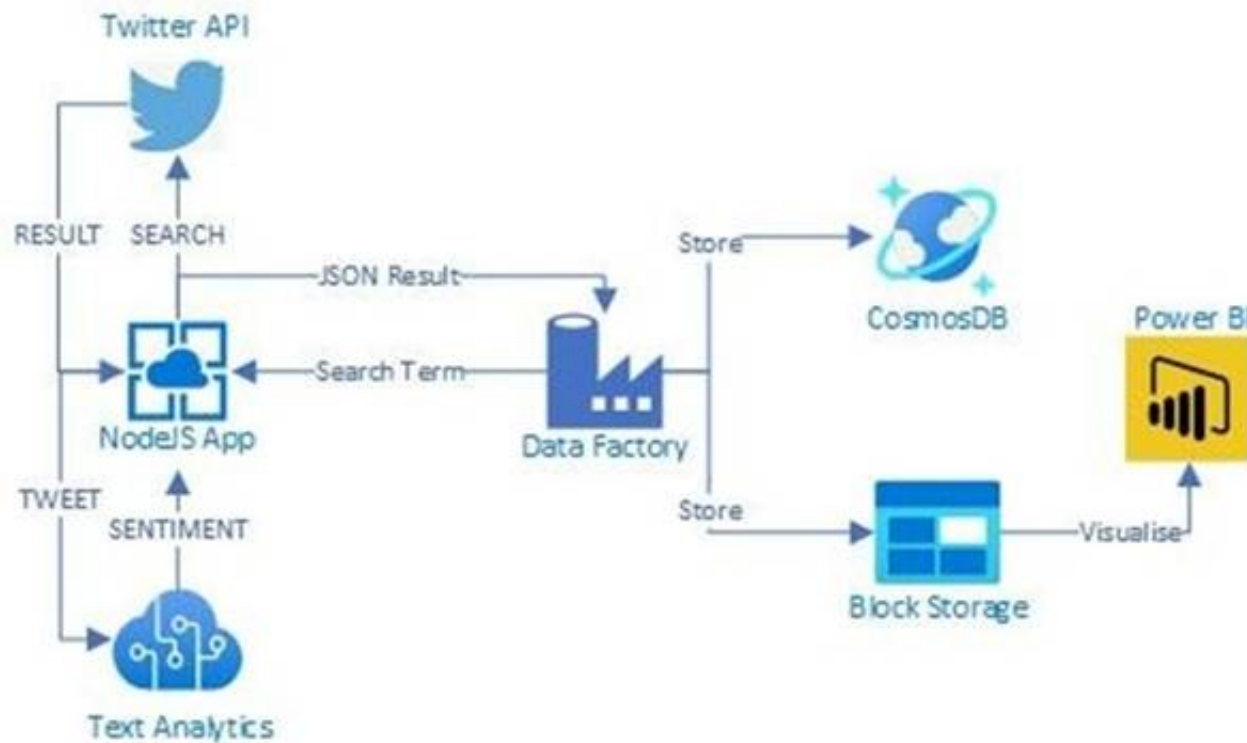 Twitter API
RESULT
SEARCH
JSON Result
Store
CosmosDB
Power BI
Search Term
NodeJS App
Data Factory
TWEET
SENTIMENT
Store
Visualise
Block Storage
Text Analytics